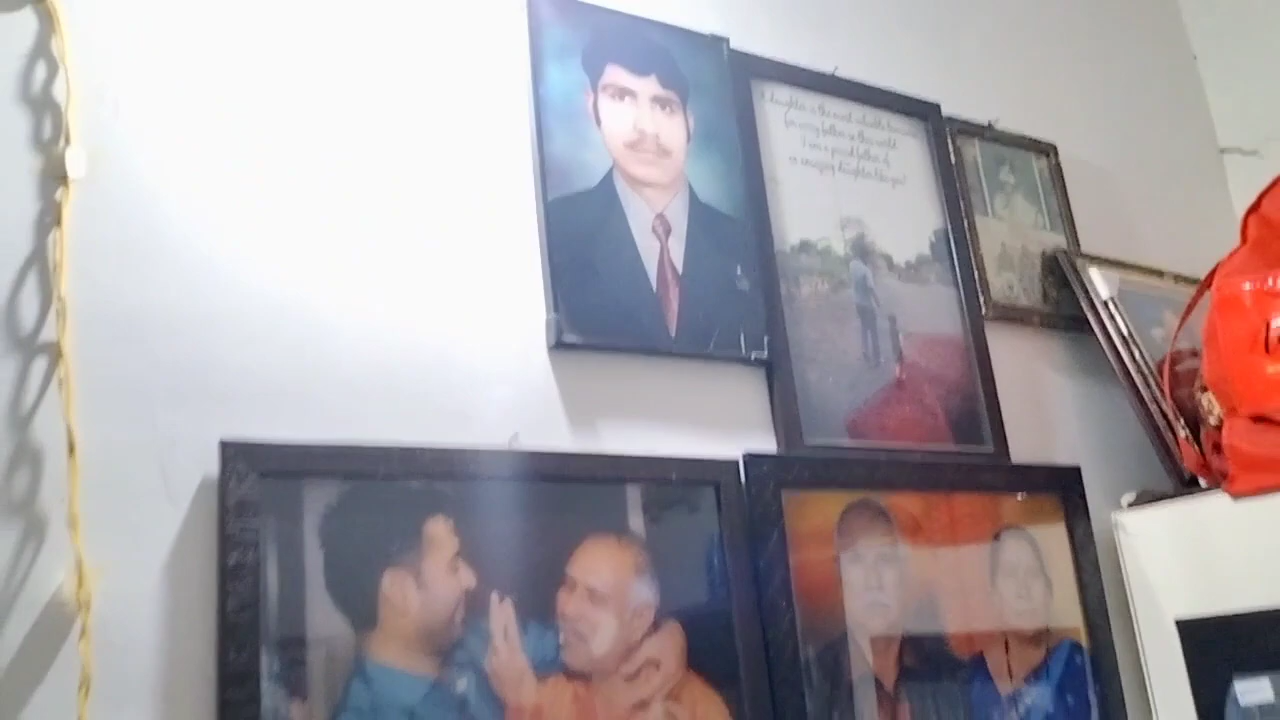 A daughter is the most valuable treasure
for every father in this world.
I am a proud father of
an amazing daughter like you!